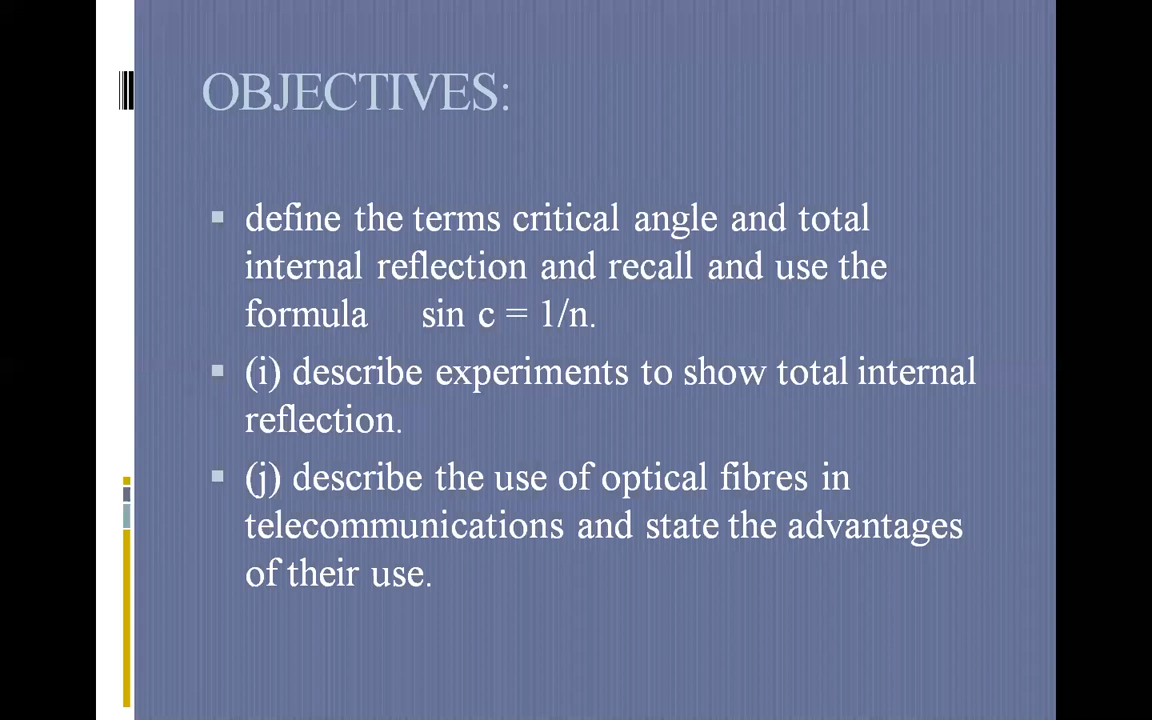 OBJECTIVES:
▪ define the terms critical angle and total
internal reflection and recall and use the
formula sin c = 1/n.
▪ (i) describe experiments to show total internal
reflection.
▪ (j) describe the use of optical fibres in
telecommunications and state the advantages
of their use.